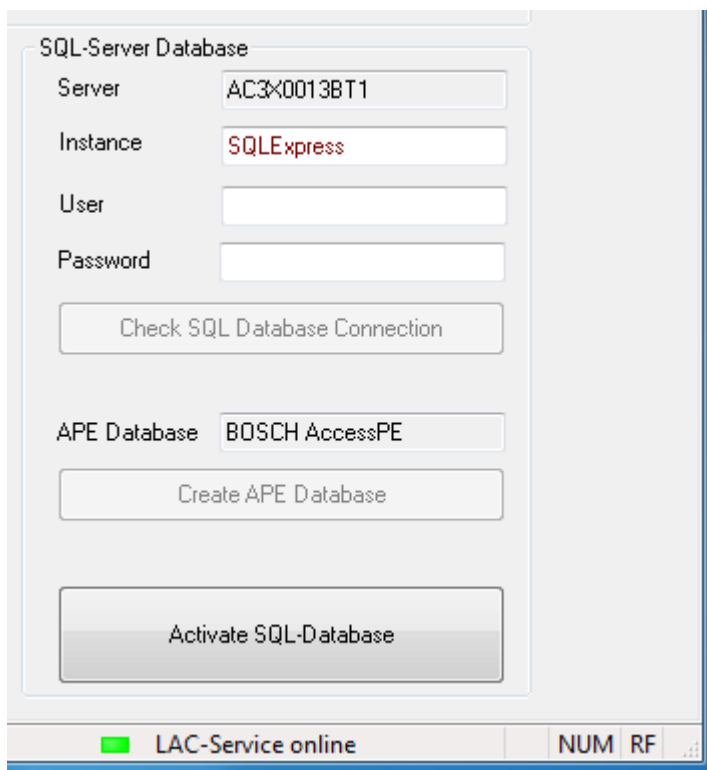 SQL-Server Database
Server AC3X0013BT1
Instance SQLExpress
User
Password
Check SQL Database Connection
APE Database BOSCH AccessPE
Create APE Database
Activate SQL-Database
LAC-Service online NUM RF